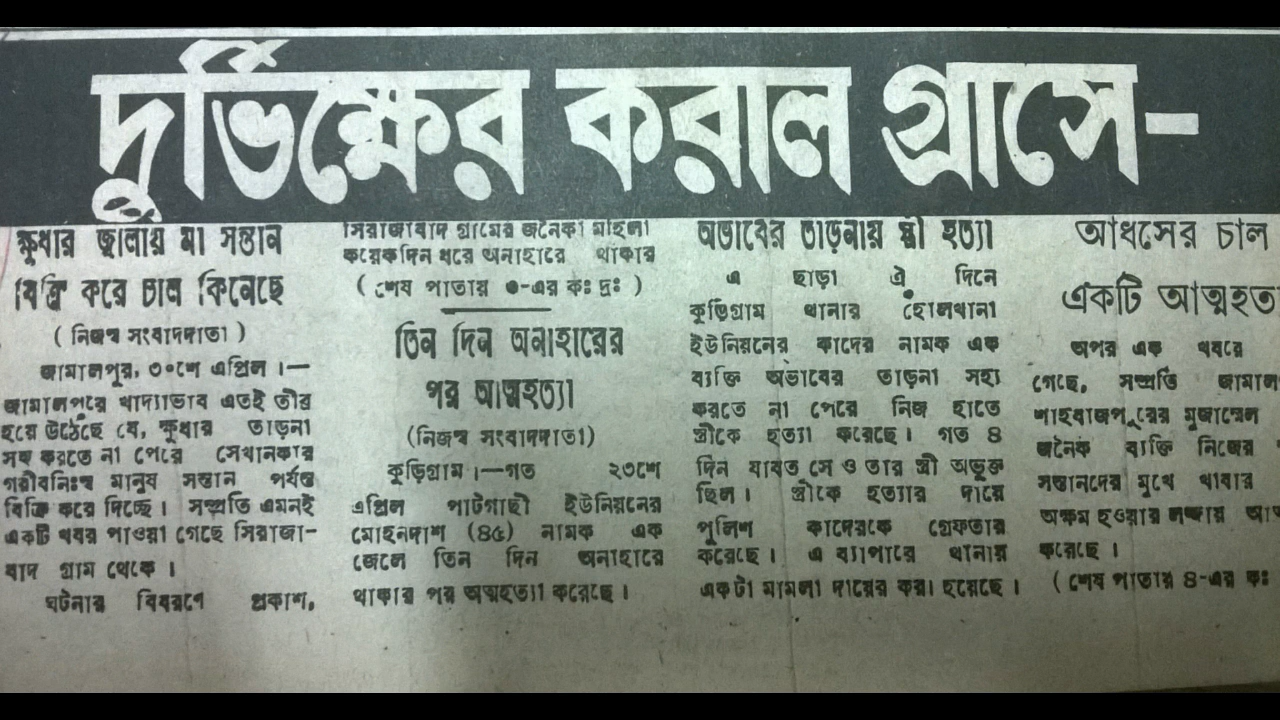 দুর্ভিক্ষের করাল গ্রাসে-
ক্ষুধার জ্বালায় মা সন্তান
বিক্রি করে চাল কিনেছে
( নিজস্ব সংবাদদাতা )
জামালপুর, ৩০শে এপ্রিল ।—
জামালপুরে খাদ্যাভাব এতই তীব্র
হয়ে উঠেছে যে, ক্ষুধার তাড়না
সহ্য করতে না পেরে সেখানকার
গরীবনিঃস্ব মানুষ সন্তান পর্যন্ত
বিক্রি করে দিচ্ছে । সম্প্রতি এমনই
একটি খবর পাওয়া গেছে সিরাজা-
বাদ গ্রাম থেকে ।
ঘটনার বিবরণে প্রকাশ,
সিরাজাবাদ গ্রামের জনৈকা মহিলা
কয়েকদিন ধরে অনাহারে থাকার
( শেষ পাতায় ৩-এর কঃ দ্রঃ )
তিন দিন অনাহারের
পর আত্মহত্যা
(নিজস্ব সংবাদদাতা)
কুড়িগ্রাম ।—গত ২৩শে
এপ্রিল পাটগাছী ইউনিয়নের
মোহনদাশ (৪৫) নামক এক
জেলে তিন দিন অনাহারে
থাকার পর অত্মহত্যা করেছে ।
অভাবের তাড়নায় স্ত্রী হত্যা
এ ছাড়া ঐ দিনে
কুড়িগ্রাম থানার হোলখানা
ইউনিয়নের কাদের নামক এক
ব্যক্তি অভাবের তাড়না সহ্য
করতে না পেরে নিজ হাতে
স্ত্রীকে হত্যা করেছে । গত ৪
দিন যাবত সে ও তার স্ত্রী অভুক্ত
ছিল । স্ত্রীকে হত্যার দায়ে
পুলিশ কাদেরকে গ্রেফতার
করেছে । এ ব্যাপারে থানায়
একটা মামলা দায়ের করা হয়েছে ।
আধসের চাল
একটি আত্মহত্য
অপর এক খবরে
গেছে, সম্প্রতি জামাল
শাহবাজপুরের মুজাম্মেল
জনৈক ব্যক্তি নিজের
সন্তানদের মুখে খাবার
অক্ষম হওয়ার লজ্জায় আত
করেছে ।
( শেষ পাতায় ৪-এর কঃ